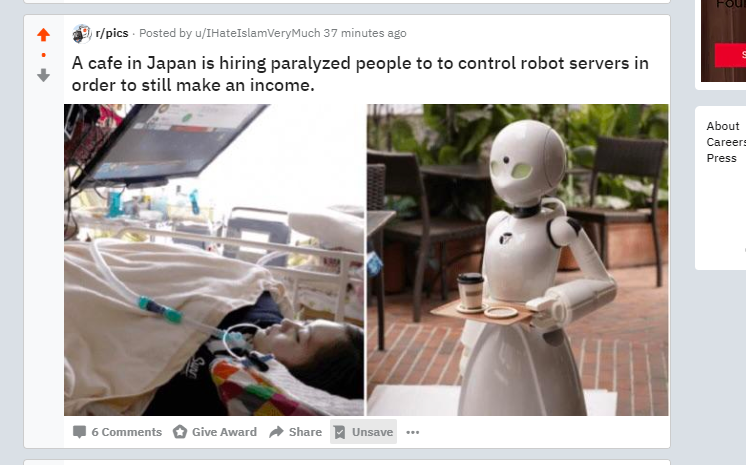 r/pics · Posted by u/IHateIslamVeryMuch 37 minutes ago
A cafe in Japan is hiring paralyzed people to to control robot servers in
order to still make an income.
6 Comments Give Award Share Unsave
About
Careers
Press